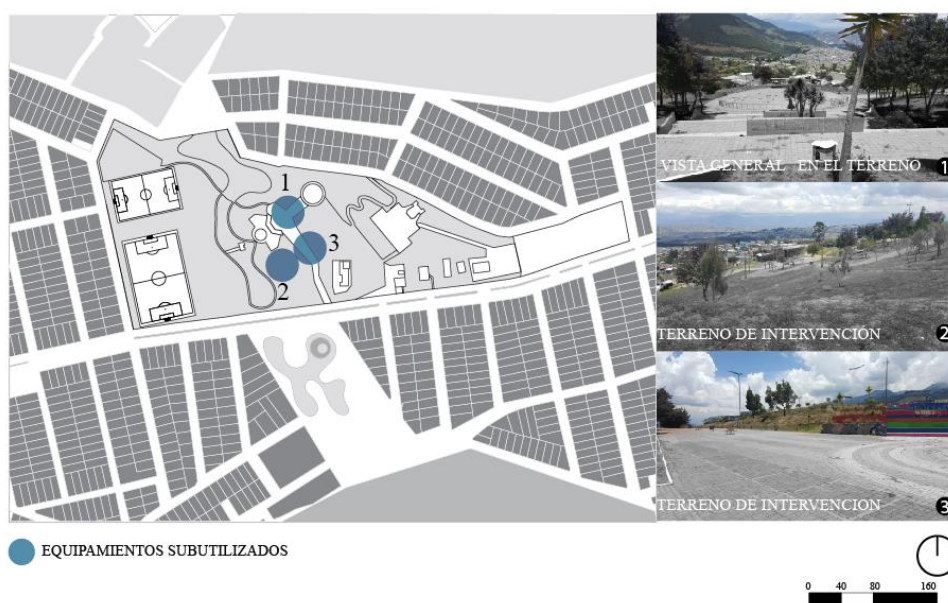 VISTA GENERAL EN EL TERRENO 1
1
3
2
TERRENO DE INTERVENCION 2
TERRENO DE INTERVENCION 3
EQUIPAMIENTOS SUBUTILIZADOS
0 40 80 160